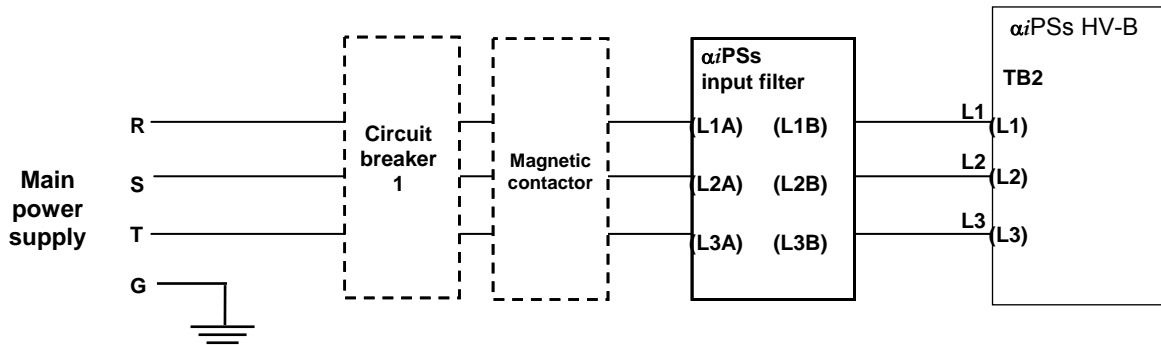 Main
power
supply
R
S
T
G
Circuit
breaker
1
Magnetic
contactor
αiPSs
input filter
(L1A) (L1B)
(L2A) (L2B)
(L3A) (L3B)
αiPSs HV-B
TB2
L1
(L1)
L2
(L2)
L3
(L3)